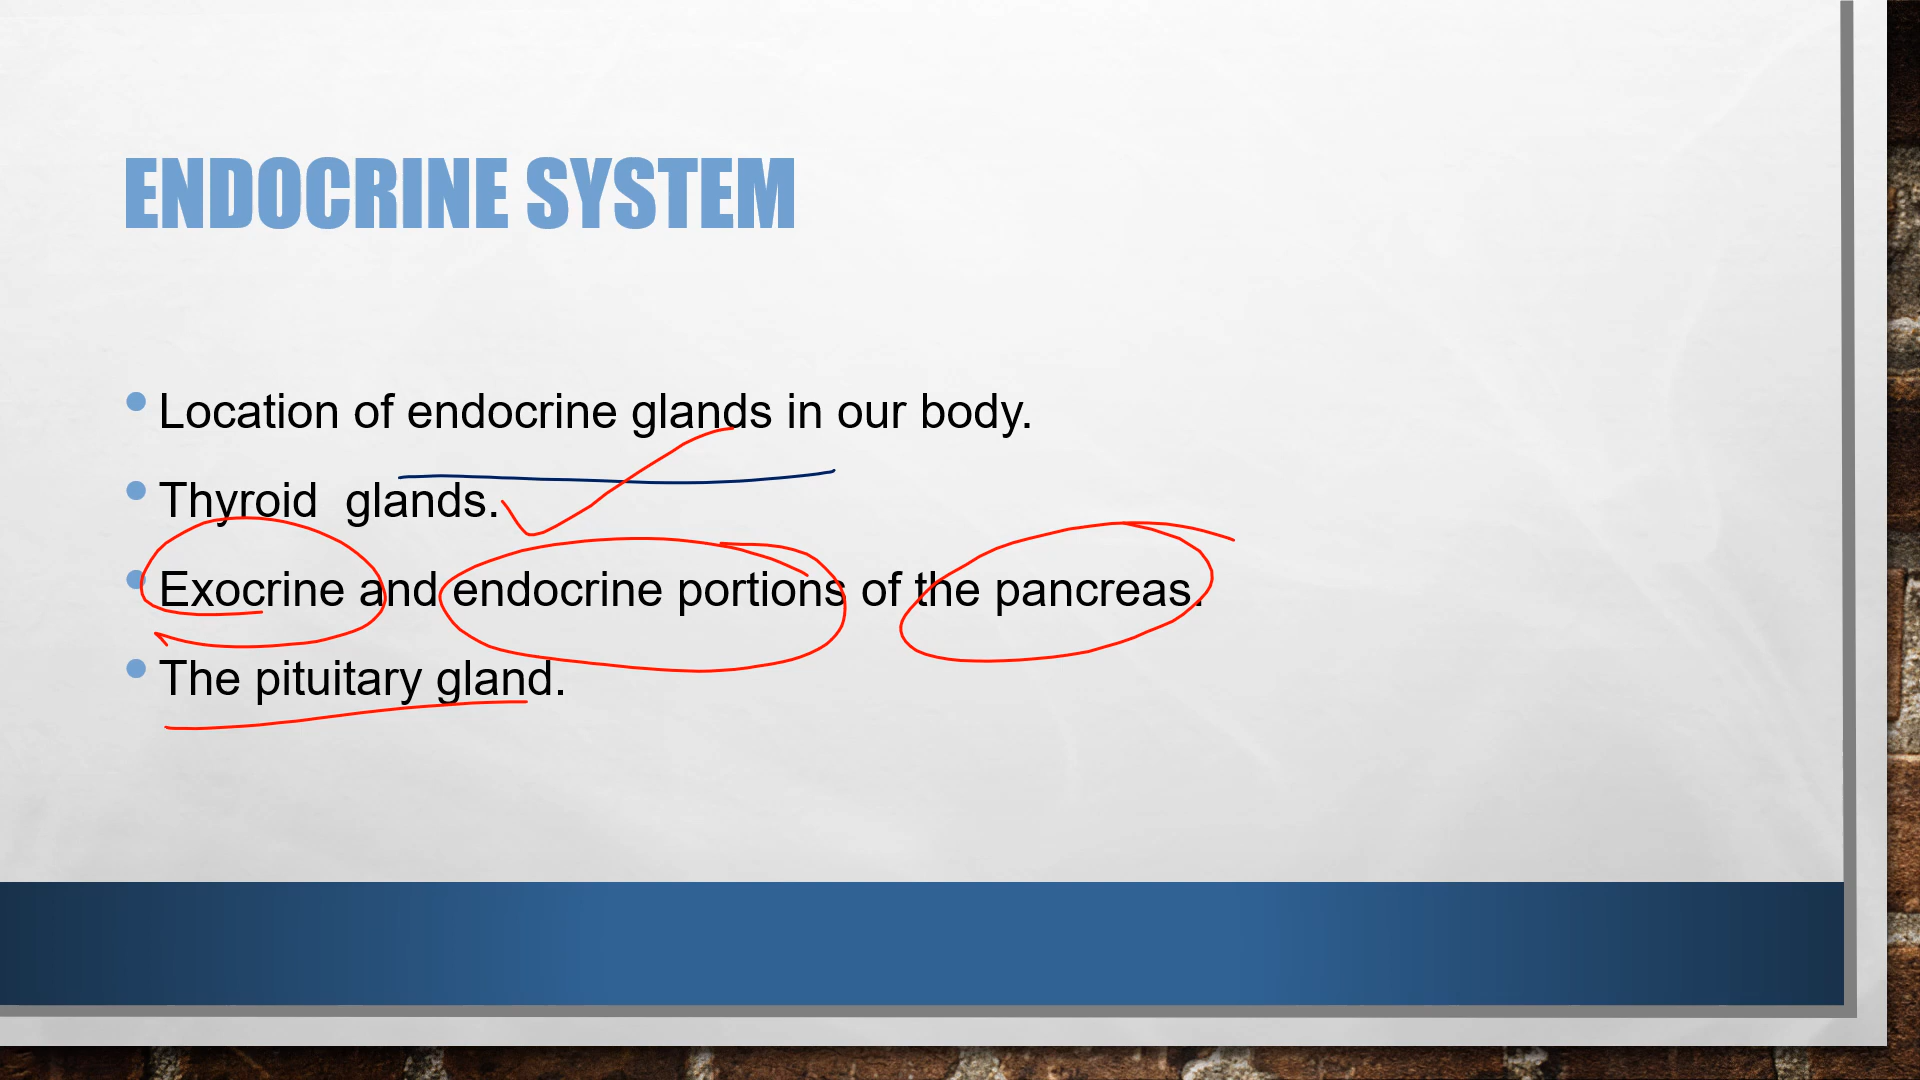 ENDOCRINE SYSTEM
• Location of endocrine glands in our body.
• Thyroid  glands.
• Exocrine and endocrine portions of the pancreas.
• The pituitary gland.